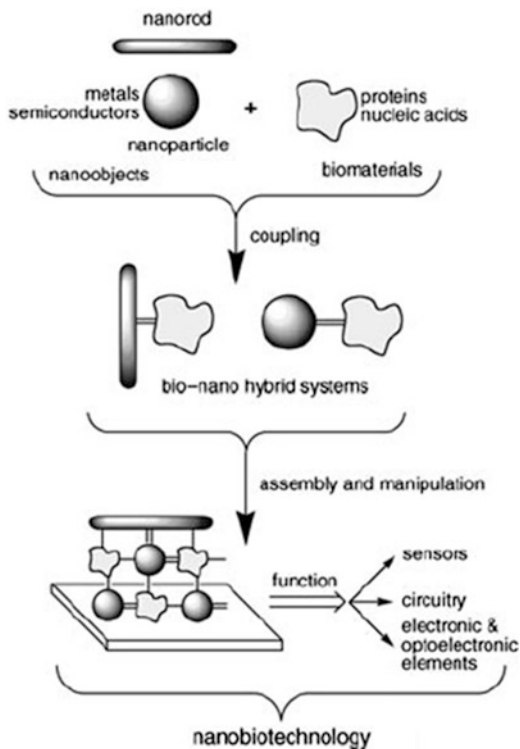 nanorod
metals
semiconductors
+
proteins
nucleic acids
nanoparticle
nanoobjects
biomaterials
coupling
bio-nano hybrid systems
assembly and manipulation
function
sensors
circuitry
electronic &
optoelectronic
elements
nanobiotechnology